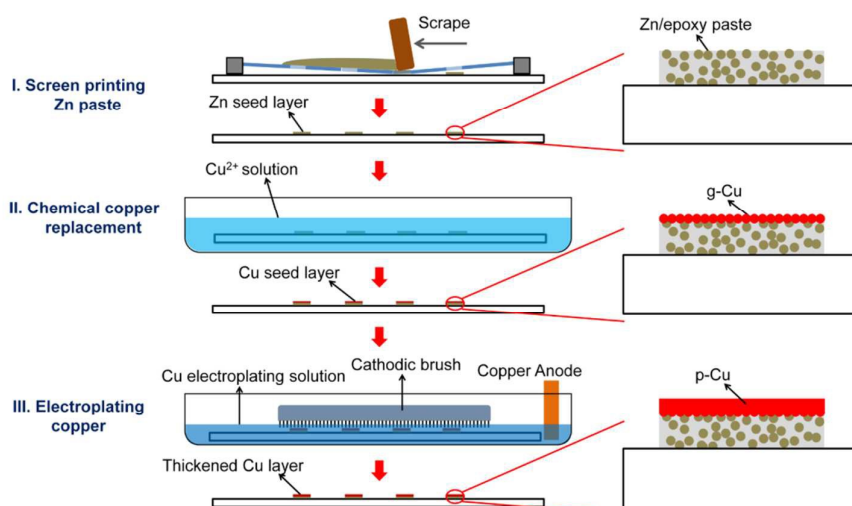 Scrape
Zn/epoxy paste
I. Screen printing
Zn paste
Zn seed layer
Cu²⁺ solution
II. Chemical copper
replacement
g-Cu
Cu seed layer
Cu electroplating solution
Cathodic brush
Copper Anode
p-Cu
III. Electroplating
copper
Thickened Cu layer